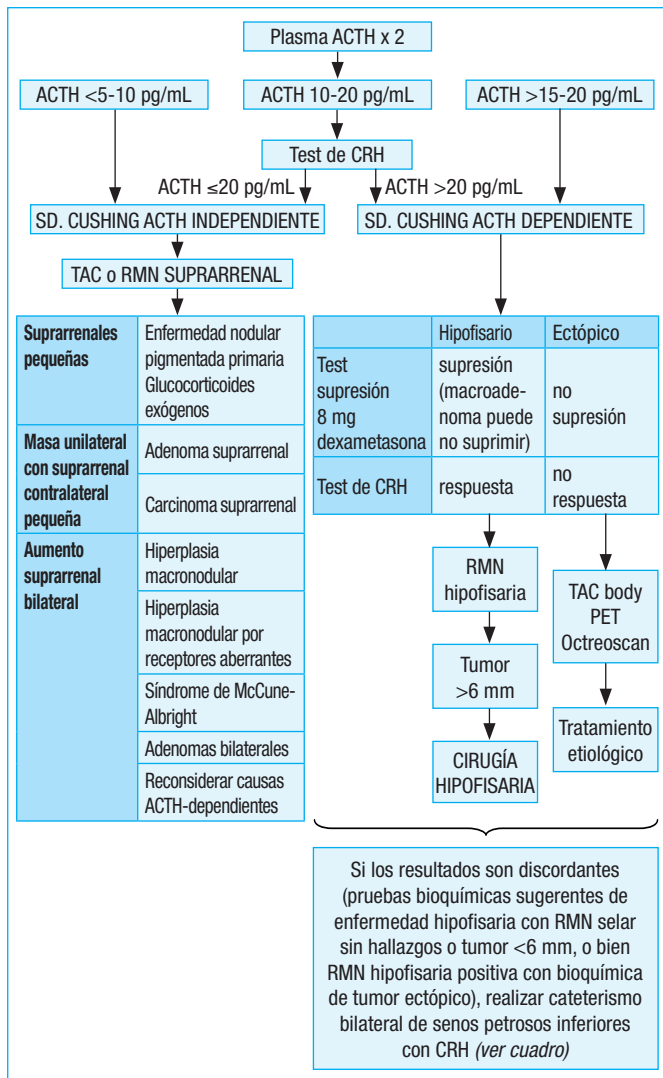 Plasma ACTH x 2
ACTH <5-10 pg/mL
ACTH 10-20 pg/mL
ACTH >15-20 pg/mL
Test de CRH
ACTH ≤20 pg/mL
ACTH >20 pg/mL
SD. CUSHING ACTH INDEPENDIENTE
SD. CUSHING ACTH DEPENDIENTE
TAC o RMN SUPRARRENAL
Suprarrenales
pequeñas
Enfermedad nodular
pigmentada primaria
Glucocorticoides
exógenos
Masa unilateral
con suprarrenal
contralateral
pequeña
Adenoma suprarrenal
Carcinoma suprarrenal
Aumento
suprarrenal
bilateral
Hiperplasia
macronodular
Hiperplasia
macronodular por
receptores aberrantes
Síndrome de McCune-
Albright
Adenomas bilaterales
Reconsiderar causas
ACTH-dependientes
Hipofisario
Ectópico
Test
supresión
8 mg
dexametasona
supresión
(macroade-
noma puede
no suprimir)
no
supresión
Test de CRH
respuesta
no
respuesta
RMN
hipofisaria
Tumor
>6 mm
CIRUGÍA
HIPOFISARIA
TAC body
PET
Octreoscan
Tratamiento
etiológico
Si los resultados son discordantes
(pruebas bioquímicas sugerentes de
enfermedad hipofisaria con RMN selar
sin hallazgos o tumor <6 mm, o bien
RMN hipofisaria positiva con bioquímica
de tumor ectópico), realizar cateterismo
bilateral de senos petrosos inferiores
con CRH (ver cuadro)